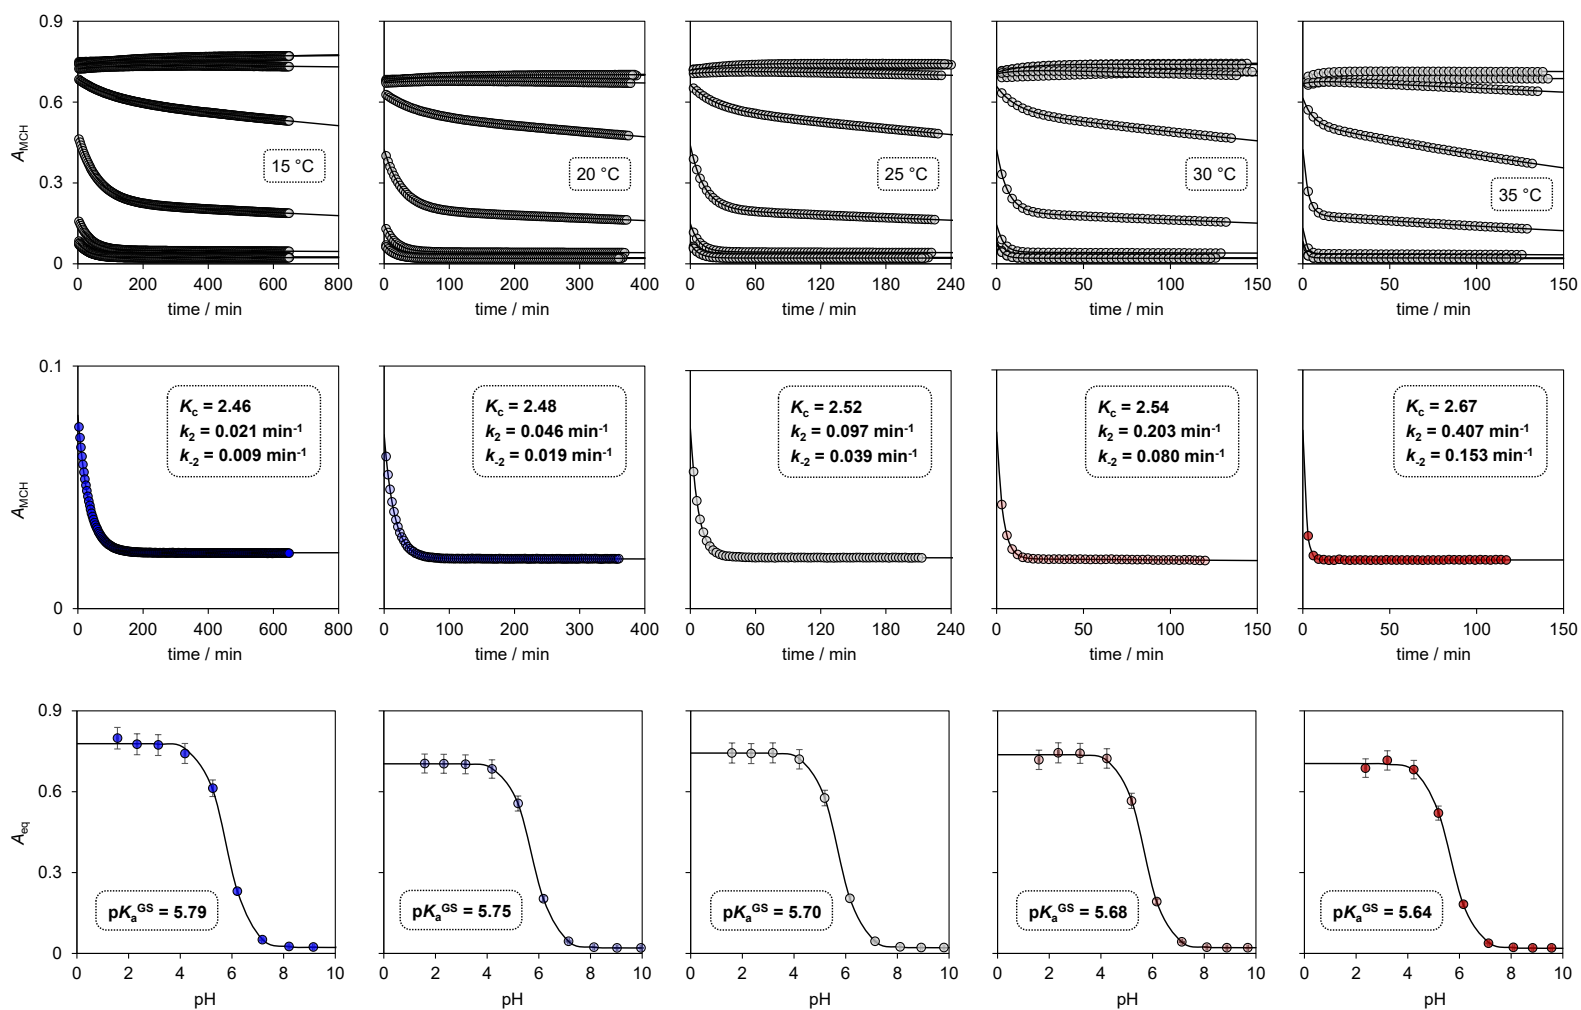 0.9
0.6
0.3
0
A_MCH
15 °C
20 °C
25 °C
30 °C
35 °C
0 200 400 600 800
0 100 200 300 400
0 60 120 180 240
0 50 100 150
0 50 100 150
time / min time / min time / min time / min time / min
0.1
0
A_MCH
K_c = 2.46
k_2 = 0.021 min⁻¹
k_-2 = 0.009 min⁻¹
K_c = 2.48
k_2 = 0.046 min⁻¹
k_-2 = 0.019 min⁻¹
K_c = 2.52
k_2 = 0.097 min⁻¹
k_-2 = 0.039 min⁻¹
K_c = 2.54
k_2 = 0.203 min⁻¹
k_-2 = 0.080 min⁻¹
K_c = 2.67
k_2 = 0.407 min⁻¹
k_-2 = 0.153 min⁻¹
0 200 400 600 800
0 100 200 300 400
0 60 120 180 240
0 50 100 150
0 50 100 150
time / min time / min time / min time / min time / min
0.9
0.6
0.3
0
A_eq
pK_a^GS = 5.79
pK_a^GS = 5.75
pK_a^GS = 5.70
pK_a^GS = 5.68
pK_a^GS = 5.64
0 2 4 6 8 10
0 2 4 6 8 10
0 2 4 6 8 10
0 2 4 6 8 10
0 2 4 6 8 10
pH pH pH pH pH